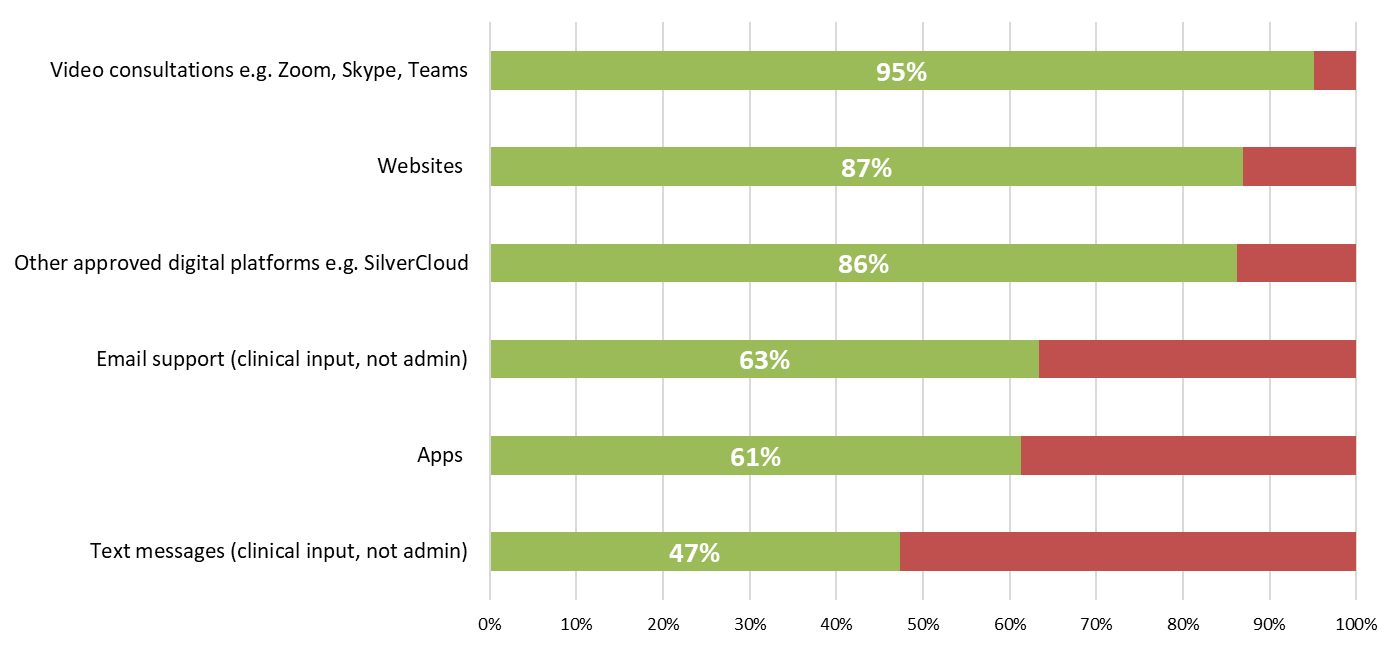 Video consultations e.g. Zoom, Skype, Teams
95%
Websites
87%
Other approved digital platforms e.g. SilverCloud
86%
Email support (clinical input, not admin)
63%
Apps
61%
Text messages (clinical input, not admin)
47%
0% 10% 20% 30% 40% 50% 60% 70% 80% 90% 100%